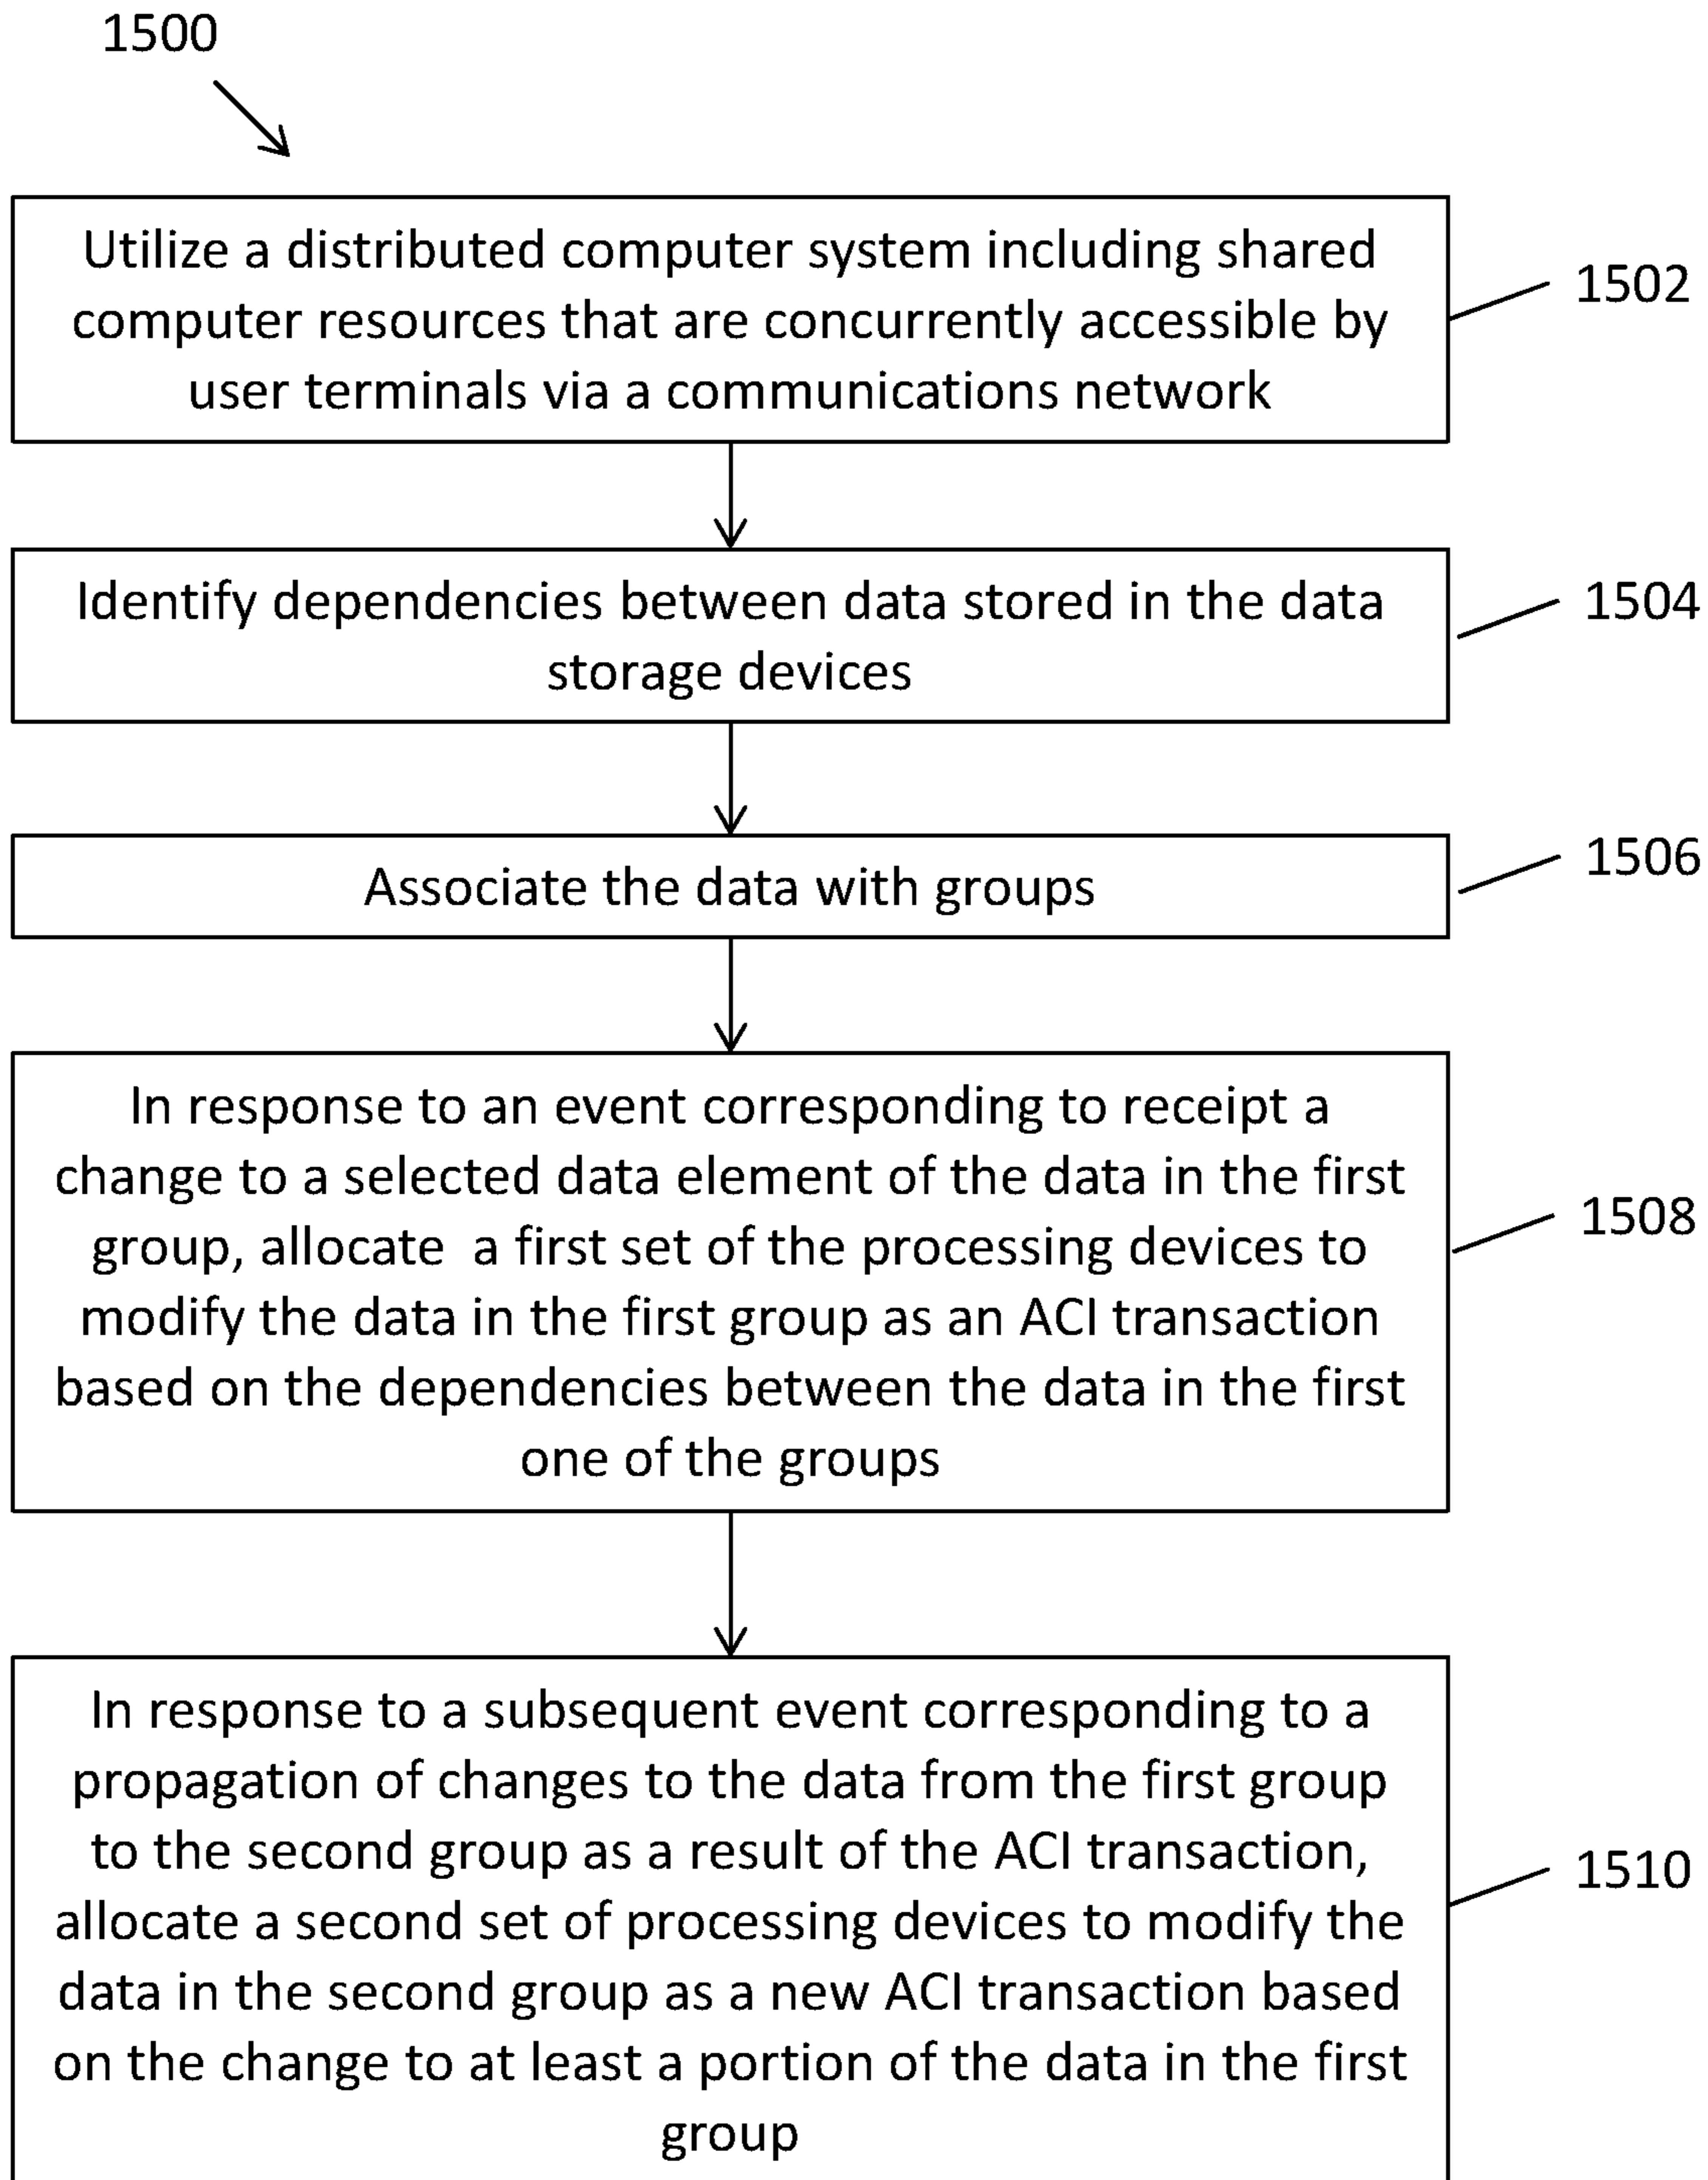 1500
Utilize a distributed computer system including shared
computer resources that are concurrently accessible by
user terminals via a communications network
1502
Identify dependencies between data stored in the data
storage devices
1504
Associate the data with groups
1506
In response to an event corresponding to receipt a
change to a selected data element of the data in the first
group, allocate a first set of the processing devices to
modify the data in the first group as an ACI transaction
based on the dependencies between the data in the first
one of the groups
1508
In response to a subsequent event corresponding to a
propagation of changes to the data from the first group
to the second group as a result of the ACI transaction,
allocate a second set of processing devices to modify the
data in the second group as a new ACI transaction based
on the change to at least a portion of the data in the first
group
1510